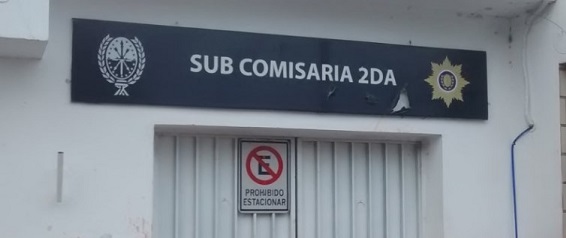 SUB COMISARIA 2DA
E
PROHIBIDO
ESTACIONAR